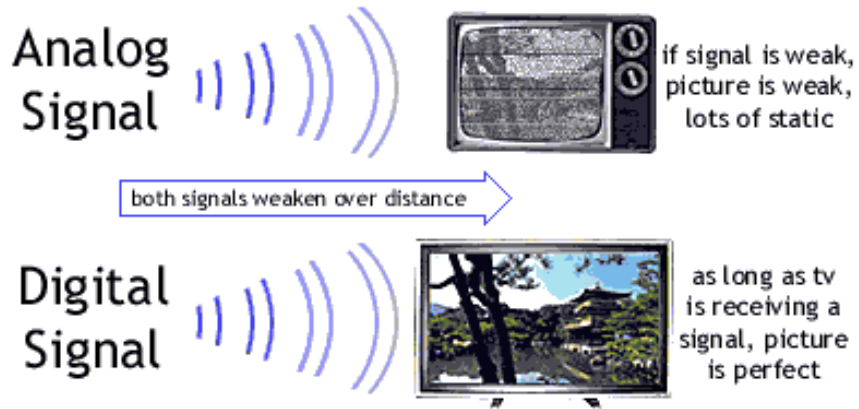 Analog
Signal
if signal is weak,
picture is weak,
lots of static
both signals weaken over distance
Digital
Signal
as long as tv
is receiving a
signal, picture
is perfect